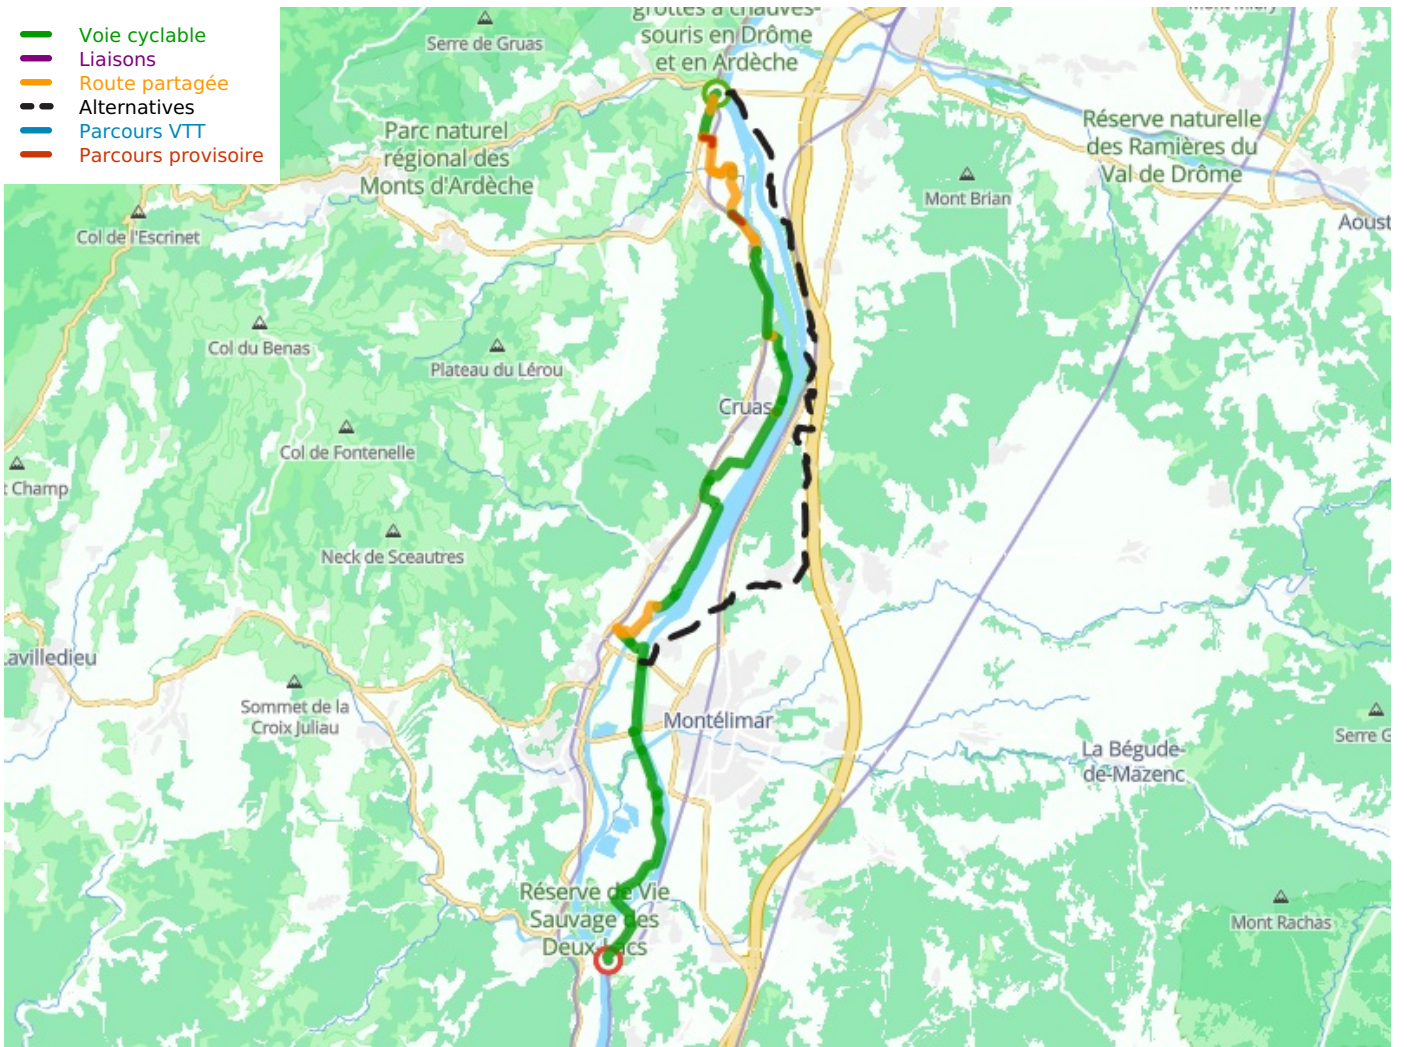 Voie cyclable
Liaisons
Route partagée
Alternatives
Parcours VTT
Parcours provisoire
grottes à chauves-
souris en Drôme
et en Ardèche
Serre de Gruas
Parc naturel
régional des
Monts d'Ardèche
Réserve naturelle
des Ramières du
Val de Drôme
Mont Brian
Aoust
Col de l'Escrinet
Col du Benas
Plateau du Lérou
Cruas
Col de Fontenelle
t Champ
Neck de Sceautres
Lavilledieu
Sommet de la
Croix Juliau
Montélimar
La Bégude-
de-Mazenc
Serre G
Réserve de Vie
Sauvage des
Deux Lacs
Mont Rachas